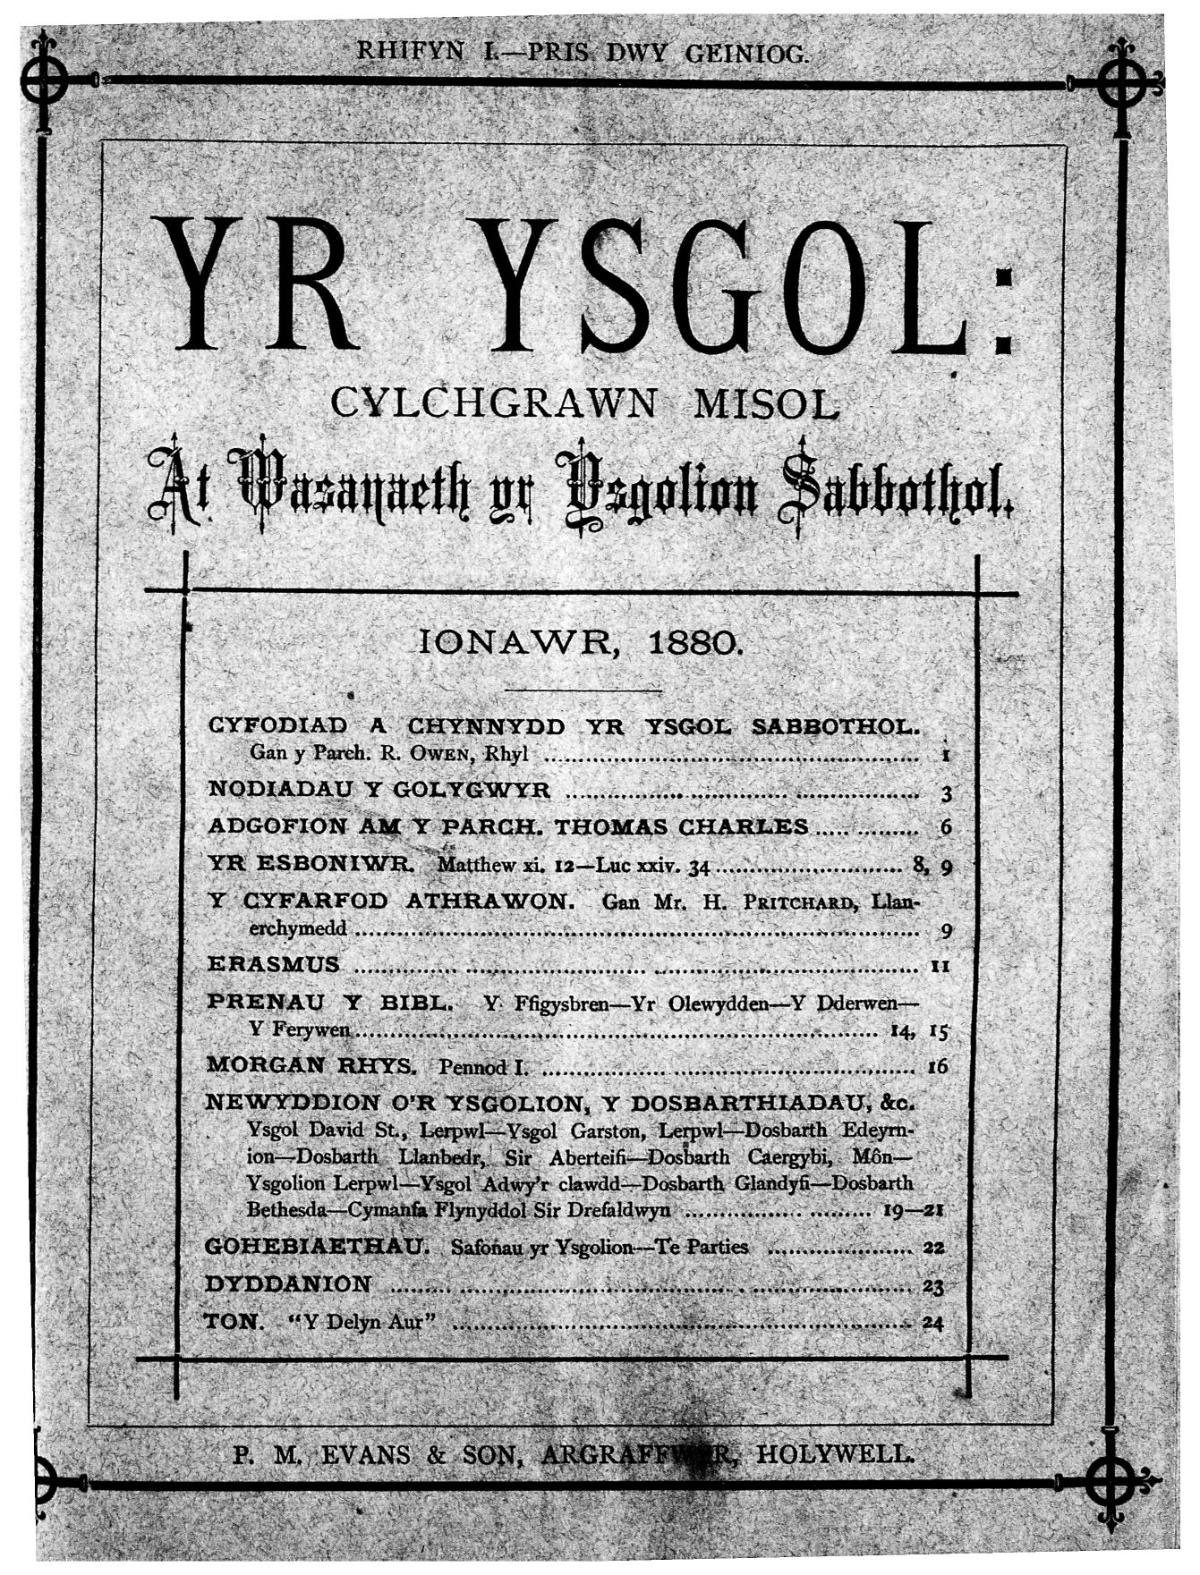 RHIFYN I.—PRIS DWY GEINIOG.
YR YSGOL:
CYLCHGRAWN MISOL
At Wasanaeth yr Ysgolion Sabbothol.
IONAWR, 1880.
CYFODIAD A CHYNNYDD YR YSGOL SABBOTHOL.
Gan y Parch. R. OWEN, Rhyl ................................................ 1
NODIADAU Y GOLYGWYR ................................................ 3
ADGOFION AM Y PARCH. THOMAS CHARLES .............. 6
YR ESBONIWR. Matthew xi. 12—Luc xxiv. 34 .......................... 8, 9
Y CYFARFOD ATHRAWON. Gan Mr. H. PRITCHARD, Llan-
erchymedd ................................................................ 9
ERASMUS ................................................................ 11
PRENAU Y BIBL. Y Ffigysbren—Yr Olewydden—Y Dderwen—
Y Ferywen ................................................................ 14, 15
MORGAN RHYS. Pennod I. ................................................ 16
NEWYDDION O'R YSGOLION, Y DOSBARTHIADAU, &c.
Ysgol David St., Lerpwl—Ysgol Garston, Lerpwl—Dosbarth Edeyrn-
ion—Dosbarth Llanbedr, Sir Aberteifi—Dosbarth Caergybi, Môn—
Ysgolion Lerpwl—Ysgol Adwy'r clawdd—Dosbarth Glandyfi—Dosbarth
Bethesda—Cymanfa Flynyddol Sir Drefaldwyn ........................ 19—21
GOHEBIAETHAU. Safonau yr Ysgolion—Te Parties .................. 22
DYDDANION ................................................................ 23
TON. “Y Delyn Aur” ................................................................ 24
P. M. EVANS & SON, ARGRAFFWYR, HOLYWELL.